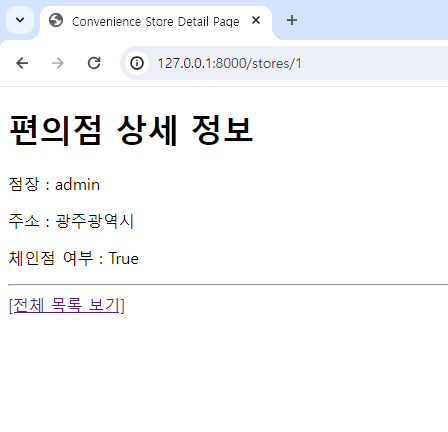 Convenience Store Detail Page
127.0.0.1:8000/stores/1
편의점 상세 정보
점장 : admin
주소 : 광주광역시
체인점 여부 : True
[전체 목록 보기]